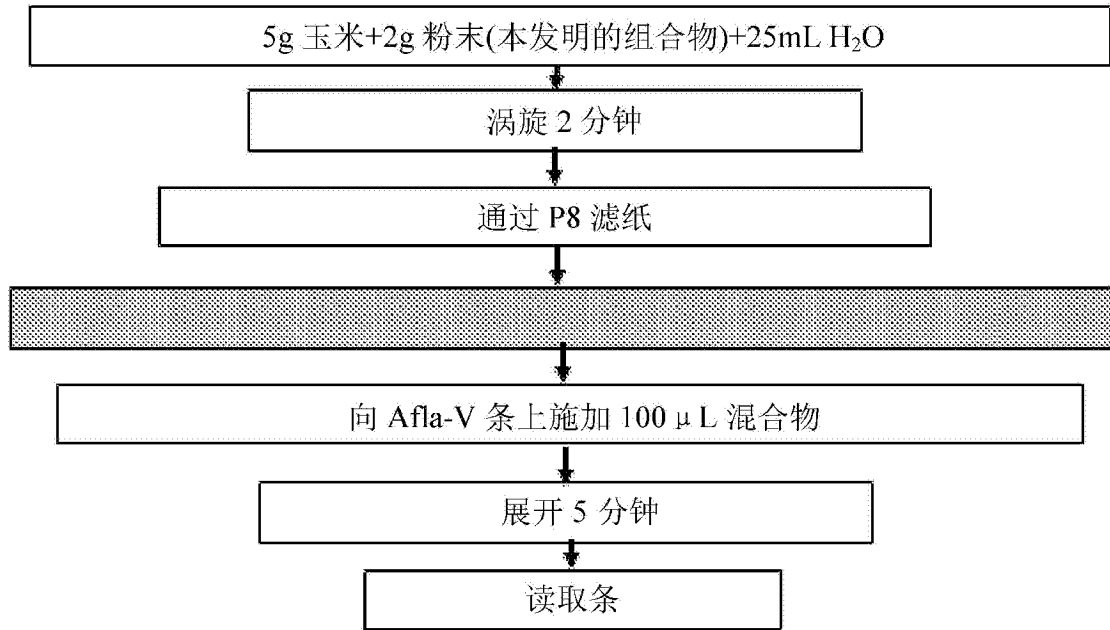 5g 玉米+2g 粉末(本发明的组合物)+25mL H₂O
涡旋 2 分钟
通过 P8 滤纸
向 Afla-V 条上施加 100 μL 混合物
展开 5 分钟
读取条